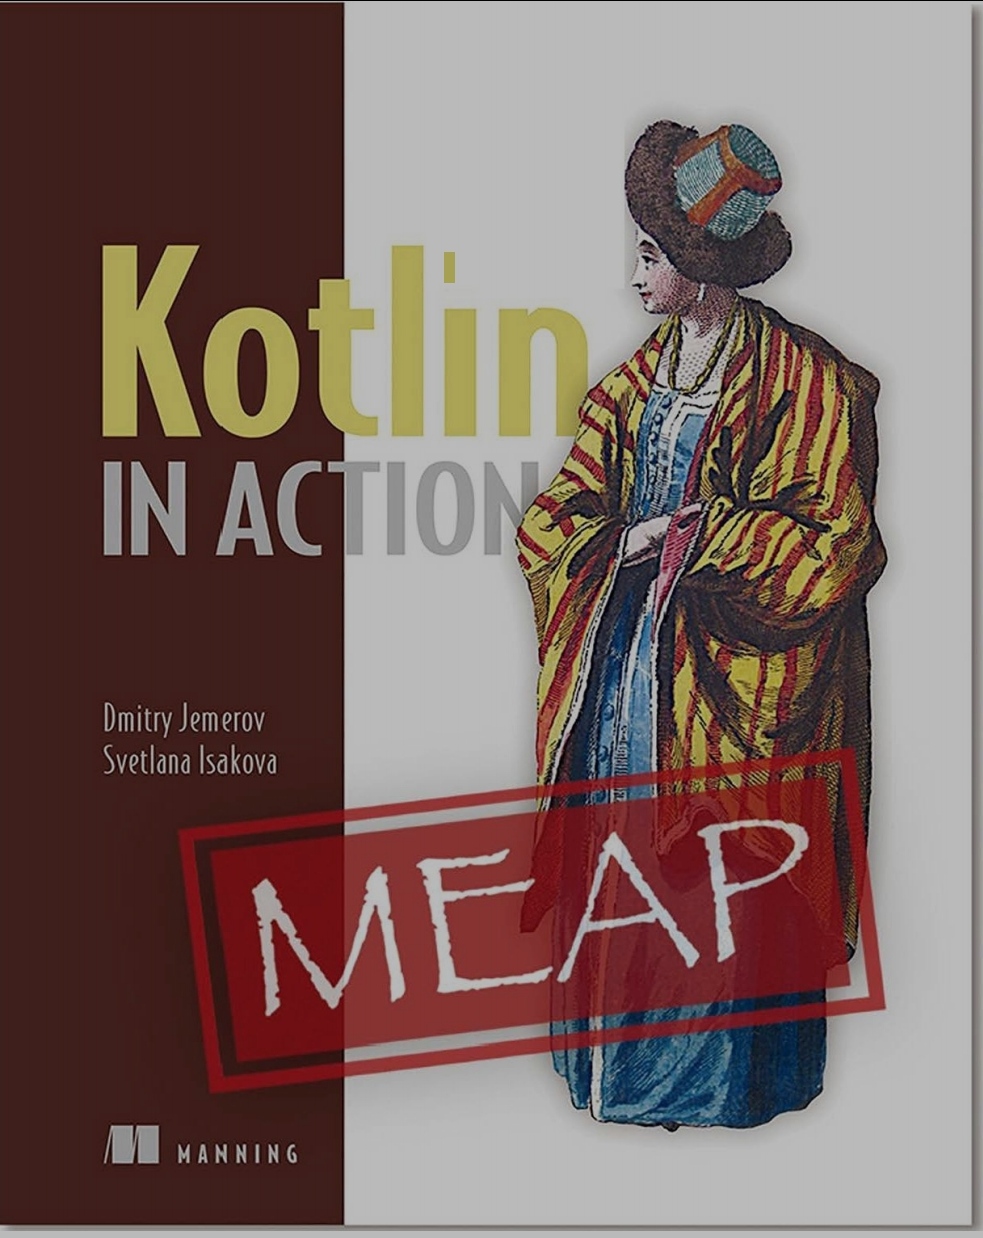 Kotlin
IN ACTION
Dmitry Jemerov
Svetlana Isakova
MEAP
MANNING